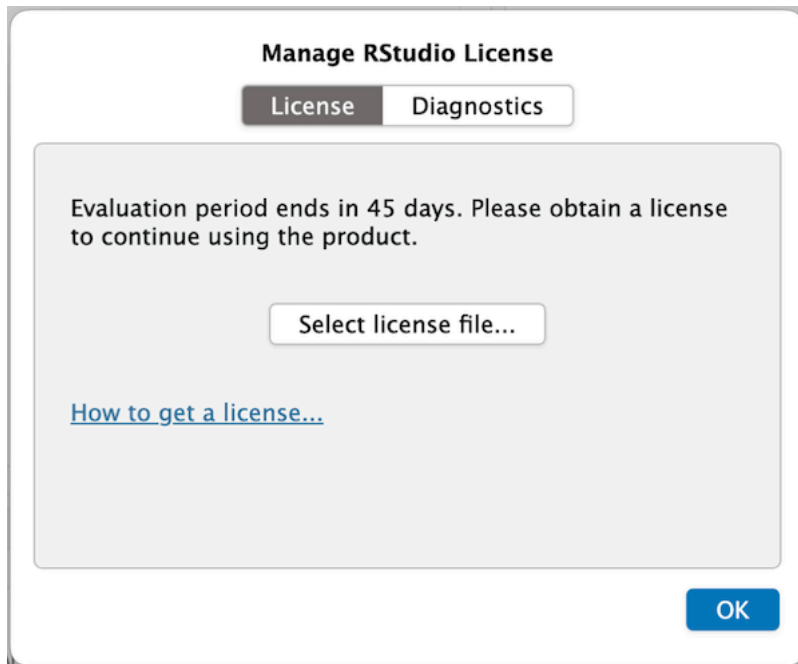 Manage RStudio License
License Diagnostics
Evaluation period ends in 45 days. Please obtain a license
to continue using the product.
Select license file...
How to get a license...
OK